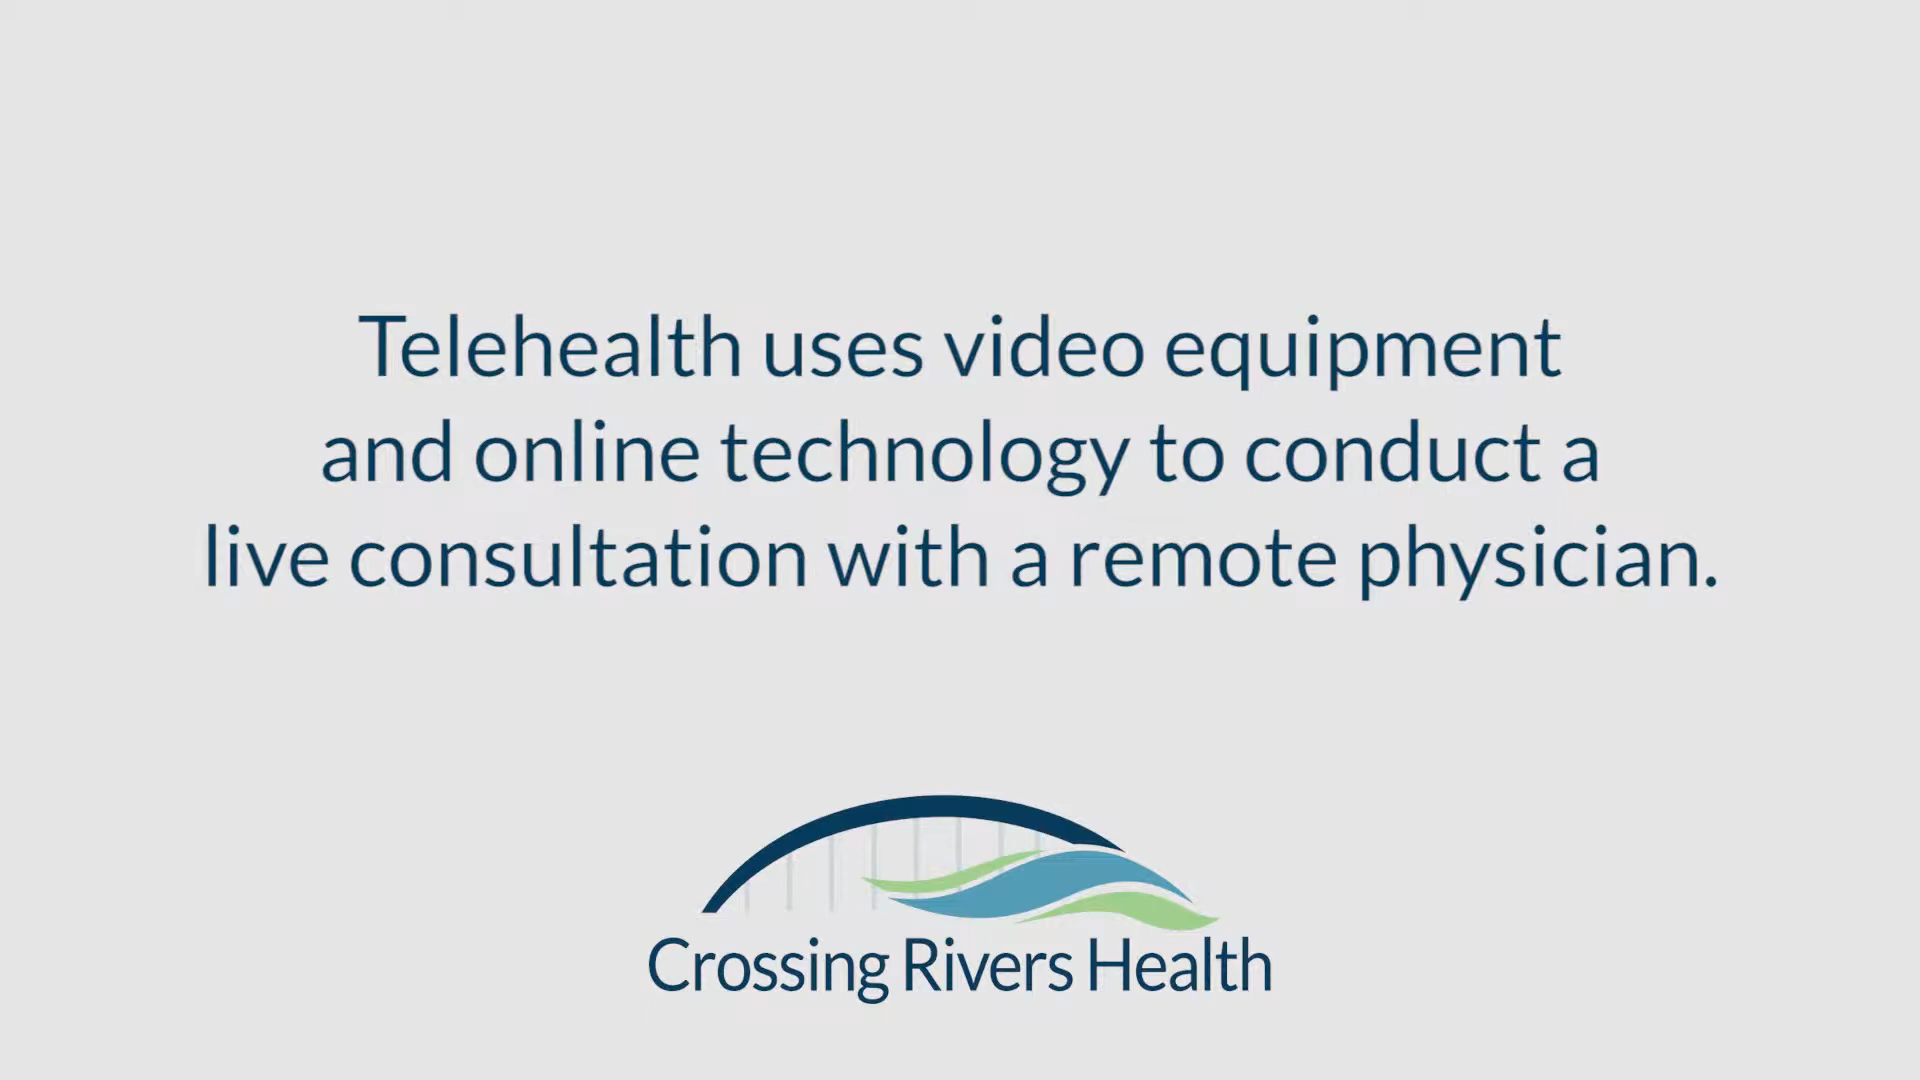 Telehealth uses video equipment
and online technology to conduct a
live consultation with a remote physician.
Crossing Rivers Health